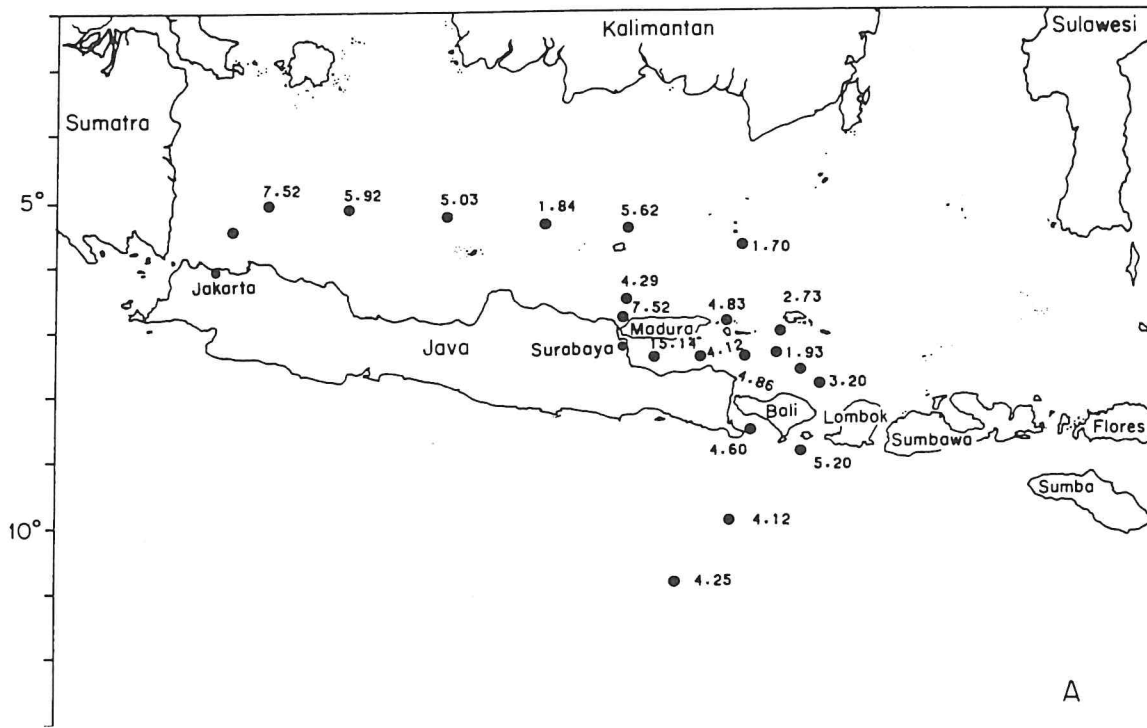 Kalimantan
Sulawesi
Sumatra
5°
7.52
5.92
5.03
1.84
5.62
1.70
Jakarta
4.29
7.52
4.83
2.73
Madura
Java
Surabaya
15.14
4.12
1.93
4.86
3.20
Bali
Lombok
Sumbawa
Flores
4.60
5.20
Sumba
10°
4.12
4.25
A